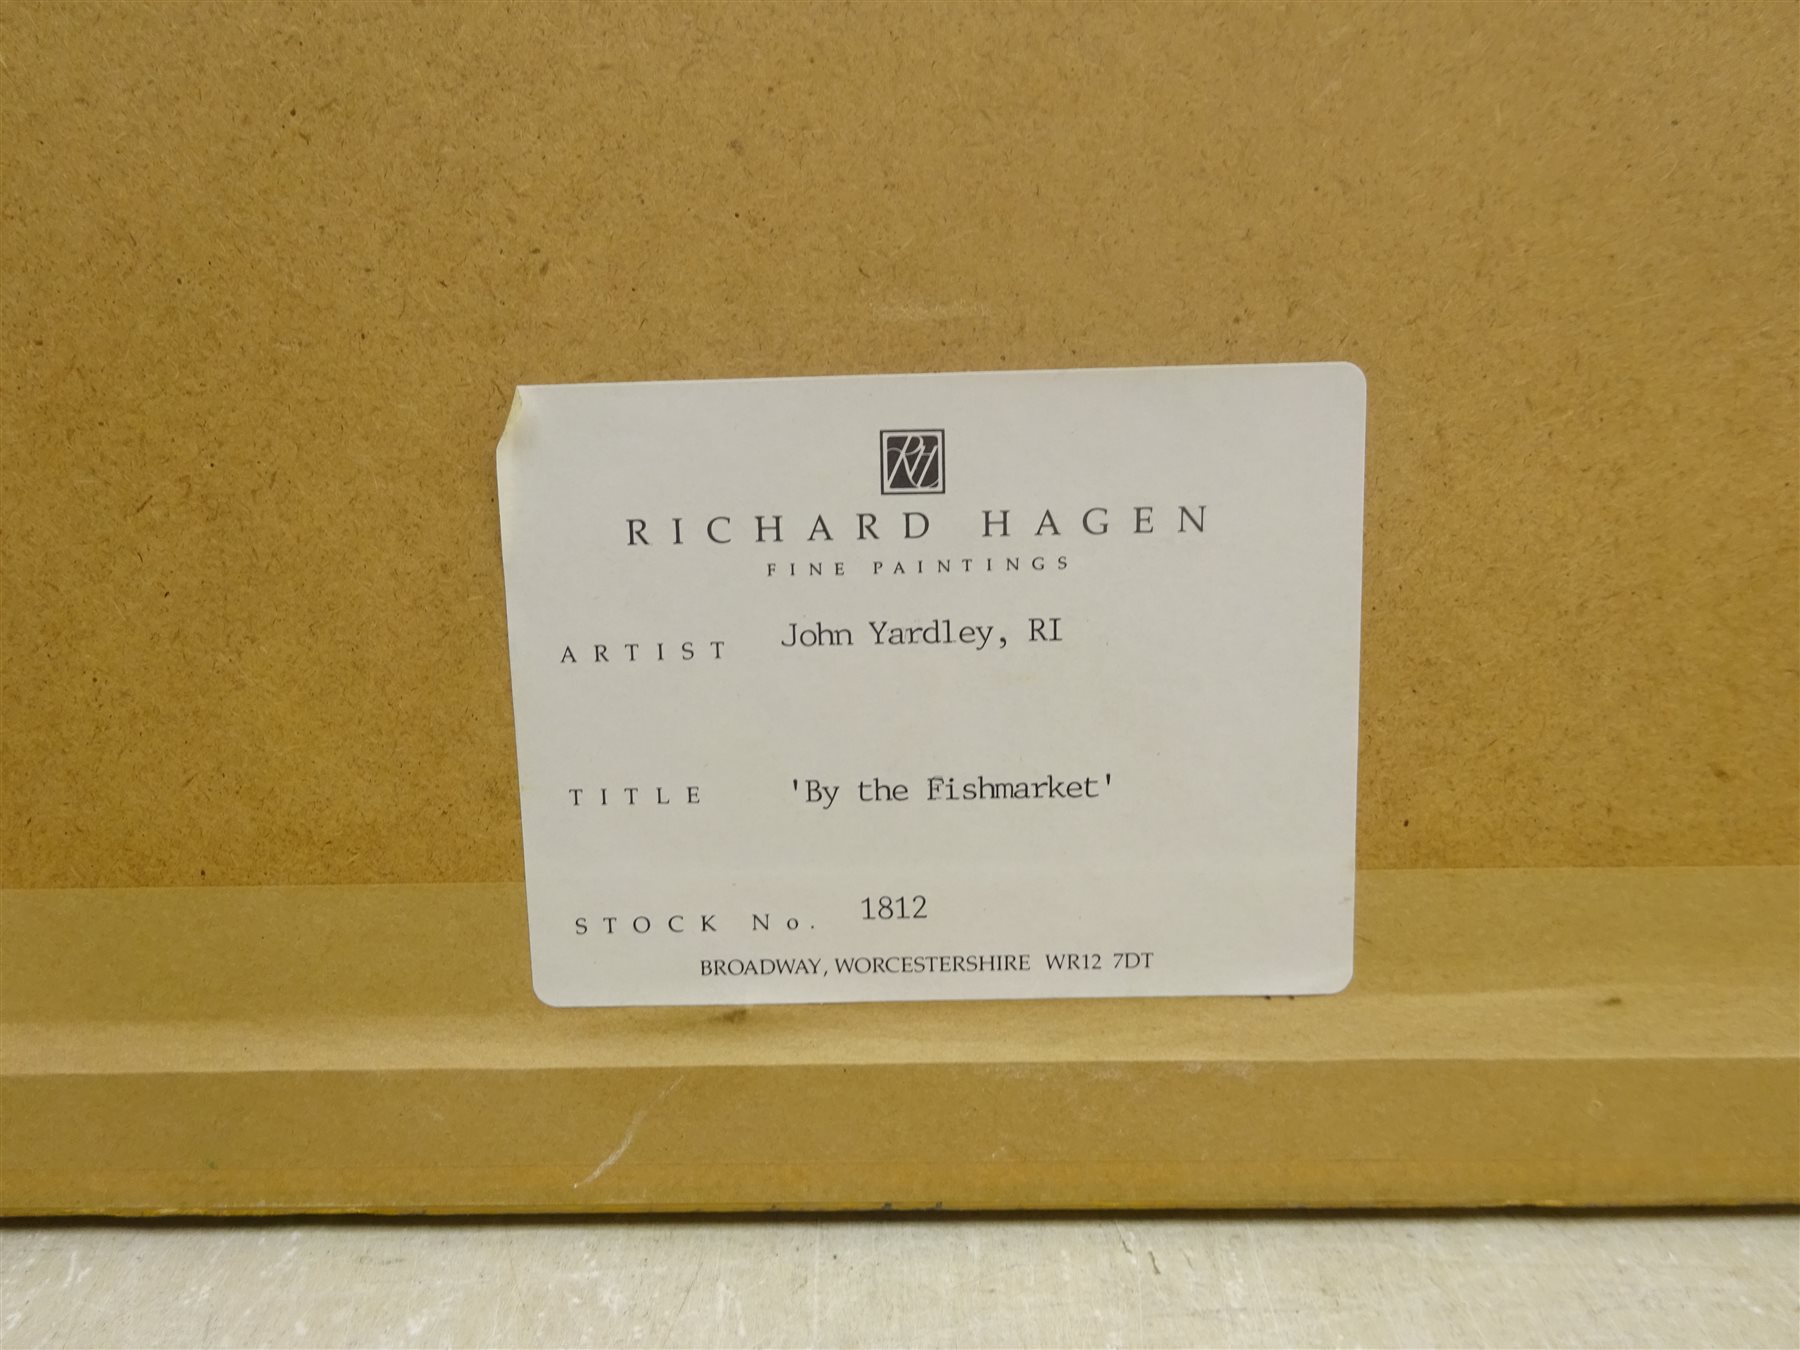 RH
RICHARD HAGEN
FINE PAINTINGS
ARTIST John Yardley, RI
TITLE 'By the Fishmarket'
STOCK No. 1812
BROADWAY, WORCESTERSHIRE WR12 7DT